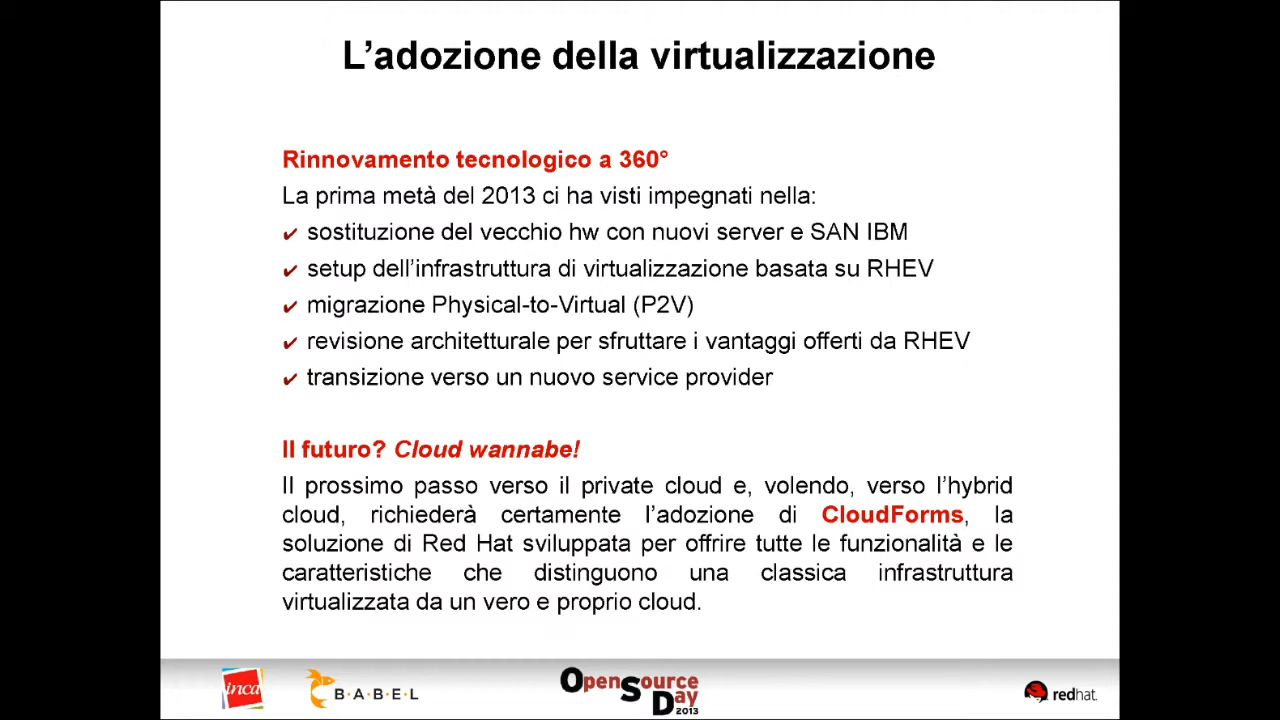 L’adozione della virtualizzazione
Rinnovamento tecnologico a 360°
La prima metà del 2013 ci ha visti impegnati nella:
✔ sostituzione del vecchio hw con nuovi server e SAN IBM
✔ setup dell’infrastruttura di virtualizzazione basata su RHEV
✔ migrazione Physical-to-Virtual (P2V)
✔ revisione architetturale per sfruttare i vantaggi offerti da RHEV
✔ transizione verso un nuovo service provider
Il futuro? Cloud wannabe!
Il prossimo passo verso il private cloud e, volendo, verso l’hybrid
cloud, richiederà certamente l’adozione di CloudForms, la
soluzione di Red Hat sviluppata per offrire tutte le funzionalità e le
caratteristiche che distinguono una classica infrastruttura
virtualizzata da un vero e proprio cloud.
inca
B·A·B·E·L
OpenSource
Day
2013
redhat.